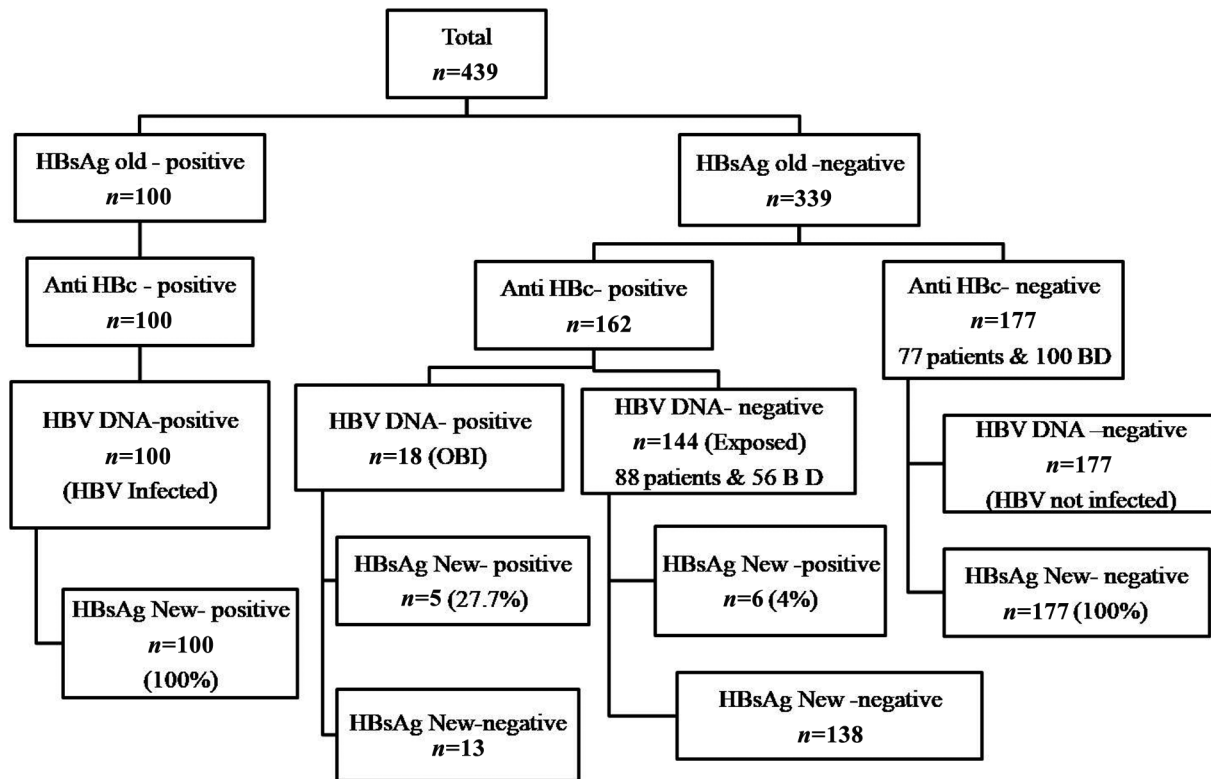 Total
n=439
HBsAg old - positive
n=100
HBsAg old -negative
n=339
Anti HBc - positive
n=100
Anti HBc- positive
n=162
Anti HBc- negative
n=177
77 patients & 100 BD
HBV DNA-positive
n=100
(HBV Infected)
HBV DNA- positive
n=18 (OBI)
HBV DNA- negative
n=144 (Exposed)
88 patients & 56 B D
HBV DNA –negative
n=177
(HBV not infected)
HBsAg New- positive
n=100
(100%)
HBsAg New- positive
n=5 (27.7%)
HBsAg New -positive
n=6 (4%)
HBsAg New- negative
n=177 (100%)
HBsAg New-negative
n=13
HBsAg New -negative
n=138